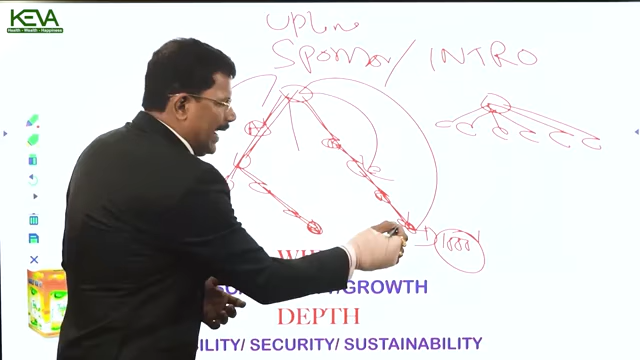 KEVA
Health - Wealth - Happiness
Upline
Sponsor / INTRO
1000
/GROWTH
DEPTH
ILITY/ SECURITY/ SUSTAINABILITY